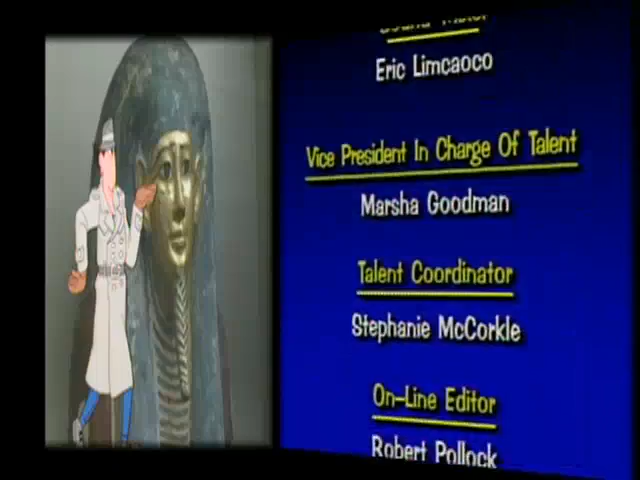 Eric Limcaoco
Vice President In Charge Of Talent
Marsha Goodman
Talent Coordinator
Stephanie McCorkle
On-Line Editor
Robert Pollock